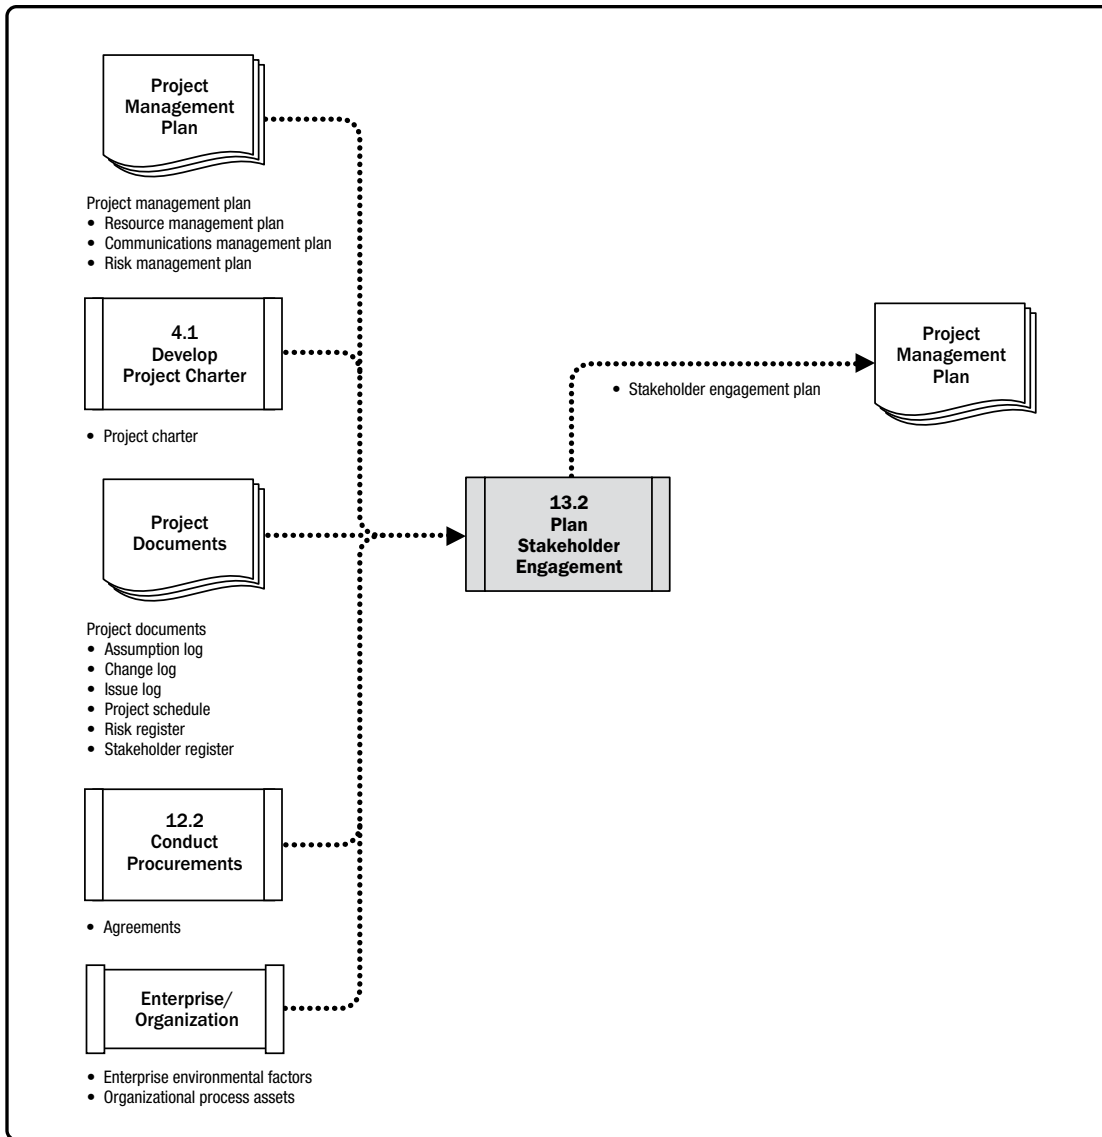 Project
Management
Plan
Project management plan
• Resource management plan
• Communications management plan
• Risk management plan
4.1
Develop
Project Charter
• Project charter
Project
Documents
Project documents
• Assumption log
• Change log
• Issue log
• Project schedule
• Risk register
• Stakeholder register
12.2
Conduct
Procurements
• Agreements
Enterprise/
Organization
• Enterprise environmental factors
• Organizational process assets
13.2
Plan
Stakeholder
Engagement
• Stakeholder engagement plan
Project
Management
Plan